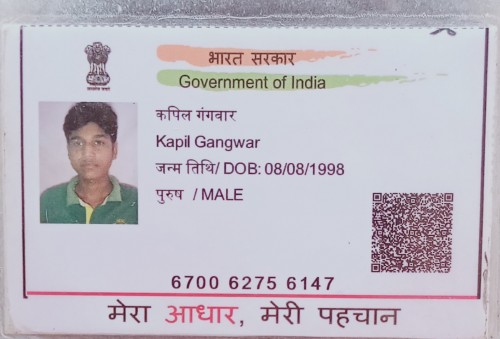 भारत सरकार
Government of India
कपिल गंगवार
Kapil Gangwar
जन्म तिथि/ DOB: 08/08/1998
पुरुष / MALE
6700 6275 6147
मेरा आधार, मेरी पहचान